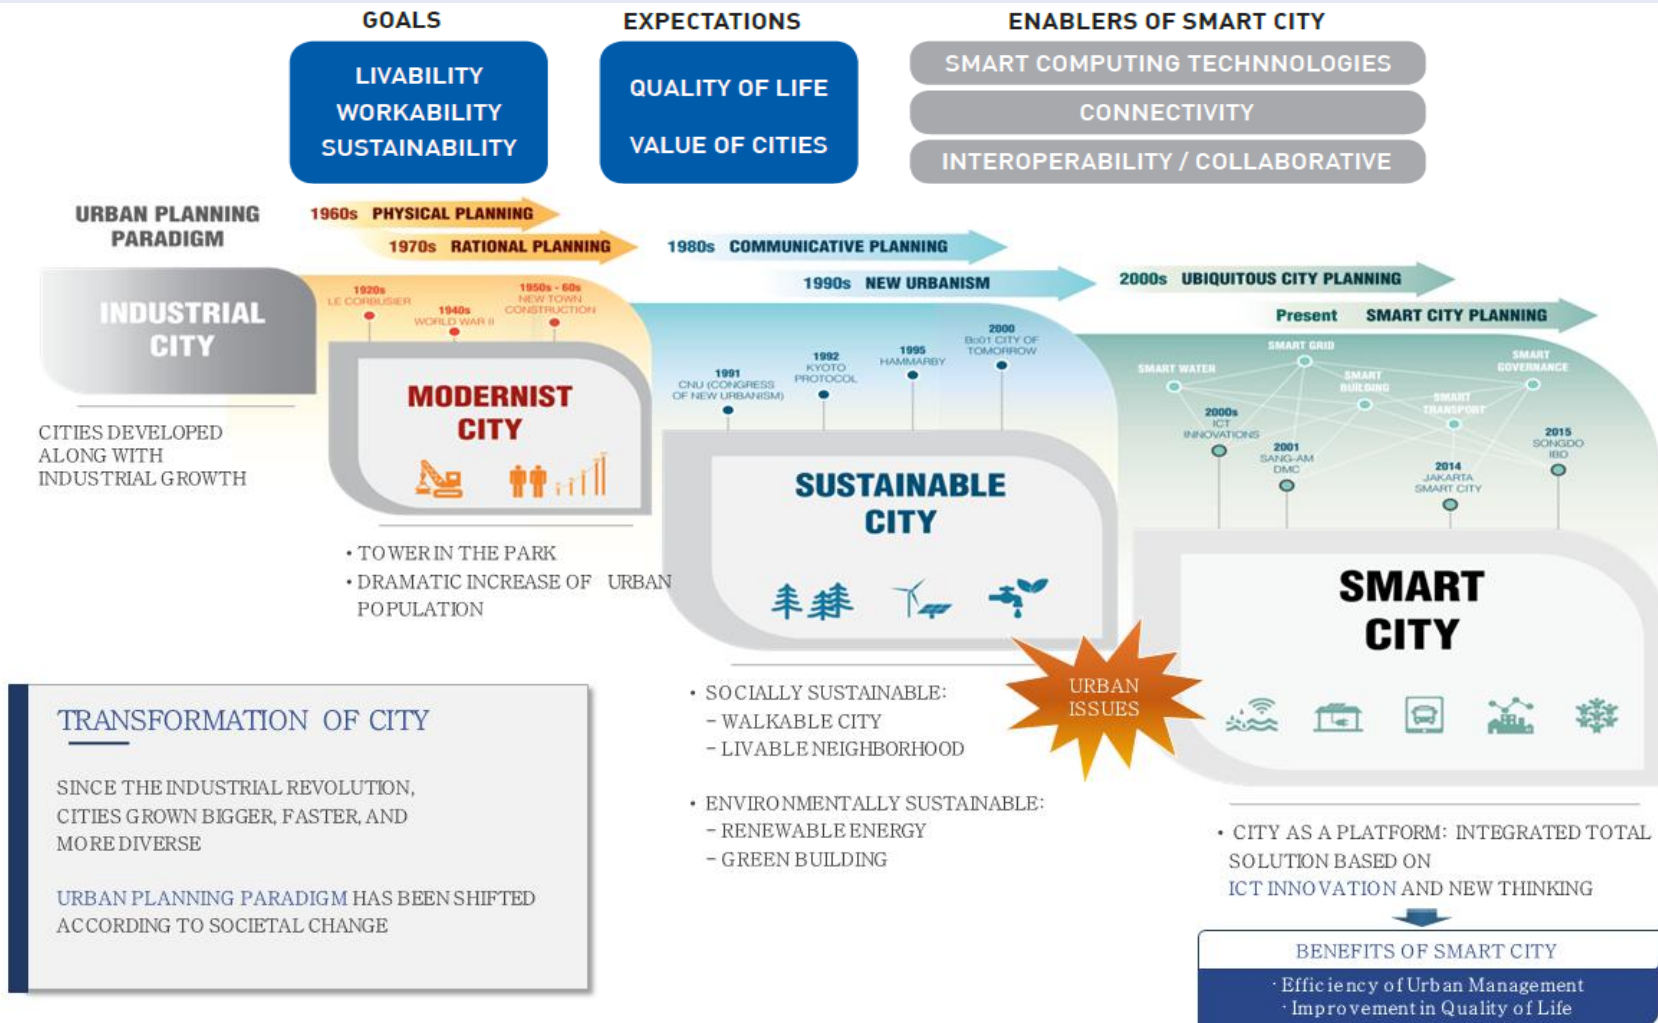 GOALS
LIVABILITY
WORKABILITY
SUSTAINABILITY
EXPECTATIONS
QUALITY OF LIFE
VALUE OF CITIES
ENABLERS OF SMART CITY
SMART COMPUTING TECHNNOLOGIES
CONNECTIVITY
INTEROPERABILITY / COLLABORATIVE
URBAN PLANNING
PARADIGM
1960s PHYSICAL PLANNING
1970s RATIONAL PLANNING
1980s COMMUNICATIVE PLANNING
1990s NEW URBANISM
2000s UBIQUITOUS CITY PLANNING
Present SMART CITY PLANNING
INDUSTRIAL
CITY
CITIES DEVELOPED
ALONG WITH
INDUSTRIAL GROWTH
1920s
LE CORBUSIER
1940s
WORLD WAR II
1950s - 60s
NEW TOWN
CONSTRUCTION
MODERNIST
CITY
• TOWER IN THE PARK
• DRAMATIC INCREASE OF URBAN
POPULATION
1991
CNU (CONGRESS
OF NEW URBANISM)
1992
KYOTO
PROTOCOL
1995
HAMMARBY
2000
Bo01 CITY OF
TOMORROW
SUSTAINABLE
CITY
• SOCIALLY SUSTAINABLE:
- WALKABLE CITY
- LIVABLE NEIGHBORHOOD
• ENVIRONMENTALLY SUSTAINABLE:
- RENEWABLE ENERGY
- GREEN BUILDING
URBAN
ISSUES
SMART WATER
SMART GRID
SMART
BUILDING
SMART
TRANSPORT
SMART
GOVERNANCE
2000s
ICT
INNOVATIONS
2001
SANG-AM
DMC
2014
JAKARTA
SMART CITY
2015
SONGDO
IBD
SMART
CITY
• CITY AS A PLATFORM: INTEGRATED TOTAL
SOLUTION BASED ON
ICT INNOVATION AND NEW THINKING
BENEFITS OF SMART CITY
· Efficiency of Urban Management
· Improvement in Quality of Life
TRANSFORMATION OF CITY
SINCE THE INDUSTRIAL REVOLUTION,
CITIES GROWN BIGGER, FASTER, AND
MORE DIVERSE
URBAN PLANNING PARADIGM HAS BEEN SHIFTED
ACCORDING TO SOCIETAL CHANGE